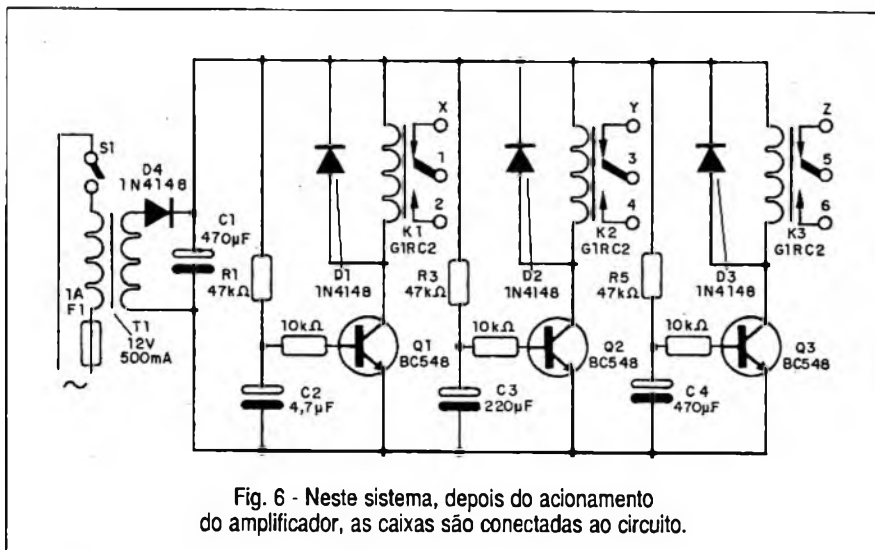 S1
D4
1N4148
C1
470µF
R1
47kΩ
1A
F1
T1
12V
500mA
10kΩ
C2
4,7µF
D1
1N4148
X
1
2
K1
G1RC2
Q1
BC548
R3
47kΩ
10kΩ
C3
220µF
D2
1N4148
Y
3
4
K2
G1RC2
Q2
BC548
R5
47kΩ
10kΩ
C4
470µF
D3
1N4148
Z
5
6
K3
G1RC2
Q3
BC548
Fig. 6 - Neste sistema, depois do acionamento
do amplificador, as caixas são conectadas ao circuito.